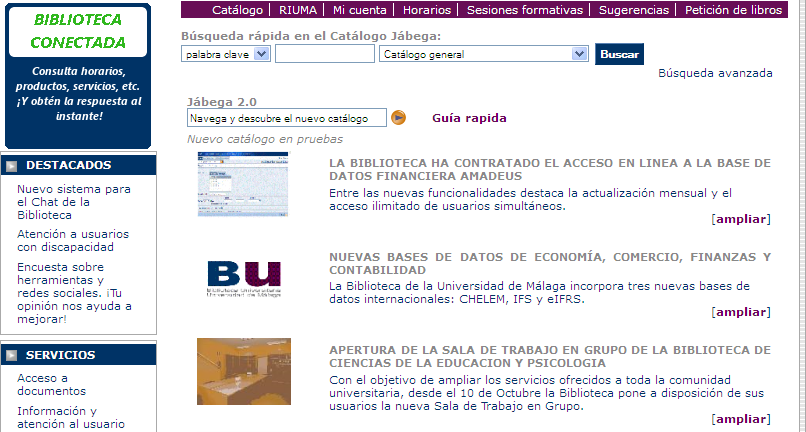 BIBLIOTECA
CONECTADA
Consulta horarios,
productos, servicios, etc.
¡Y obtén la respuesta al
instante!
DESTACADOS
Nuevo sistema para
el Chat de la
Biblioteca
Atención a usuarios
con discapacidad
Encuesta sobre
herramientas y
redes sociales. ¡Tu
opinión nos ayuda a
mejorar!
SERVICIOS
Acceso a
documentos
Información y
atención al usuario
Catálogo | RIUMA | Mi cuenta | Horarios | Sesiones formativas | Sugerencias | Petición de libros
Búsqueda rápida en el Catálogo Jábega:
palabra clave Catálogo general Buscar
Búsqueda avanzada
Jábega 2.0
Navega y descubre el nuevo catálogo Guía rapida
Nuevo catálogo en pruebas
LA BIBLIOTECA HA CONTRATADO EL ACCESO EN LINEA A LA BASE DE
DATOS FINANCIERA AMADEUS
Entre las nuevas funcionalidades destaca la actualización mensual y el
acceso ilimitado de usuarios simultáneos.
[ampliar]
Bu
Biblioteca Universitaria
Universidad de Málaga
NUEVAS BASES DE DATOS DE ECONOMÍA, COMERCIO, FINANZAS Y
CONTABILIDAD
La Biblioteca de la Universidad de Málaga incorpora tres nuevas bases de
datos internacionales: CHELEM, IFS y eIFRS.
[ampliar]
APERTURA DE LA SALA DE TRABAJO EN GRUPO DE LA BIBLIOTECA DE
CIENCIAS DE LA EDUCACION Y PSICOLOGIA
Con el objetivo de ampliar los servicios ofrecidos a toda la comunidad
universitaria, desde el 10 de Octubre la Biblioteca pone a disposición de sus
usuarios la nueva Sala de Trabajo en Grupo.
[ampliar]